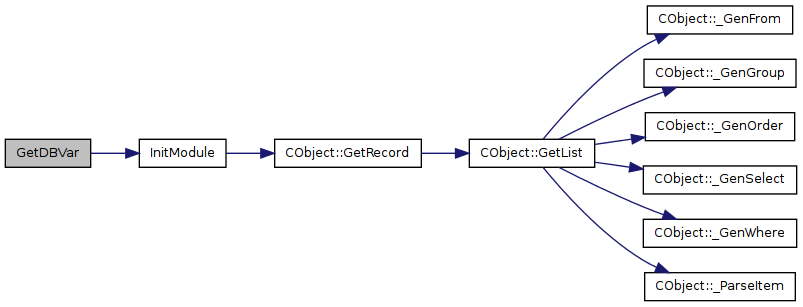 GetDBVar
InitModule
CObject::GetRecord
CObject::GetList
CObject::_GenFrom
CObject::_GenGroup
CObject::_GenOrder
CObject::_GenSelect
CObject::_GenWhere
CObject::_ParseItem